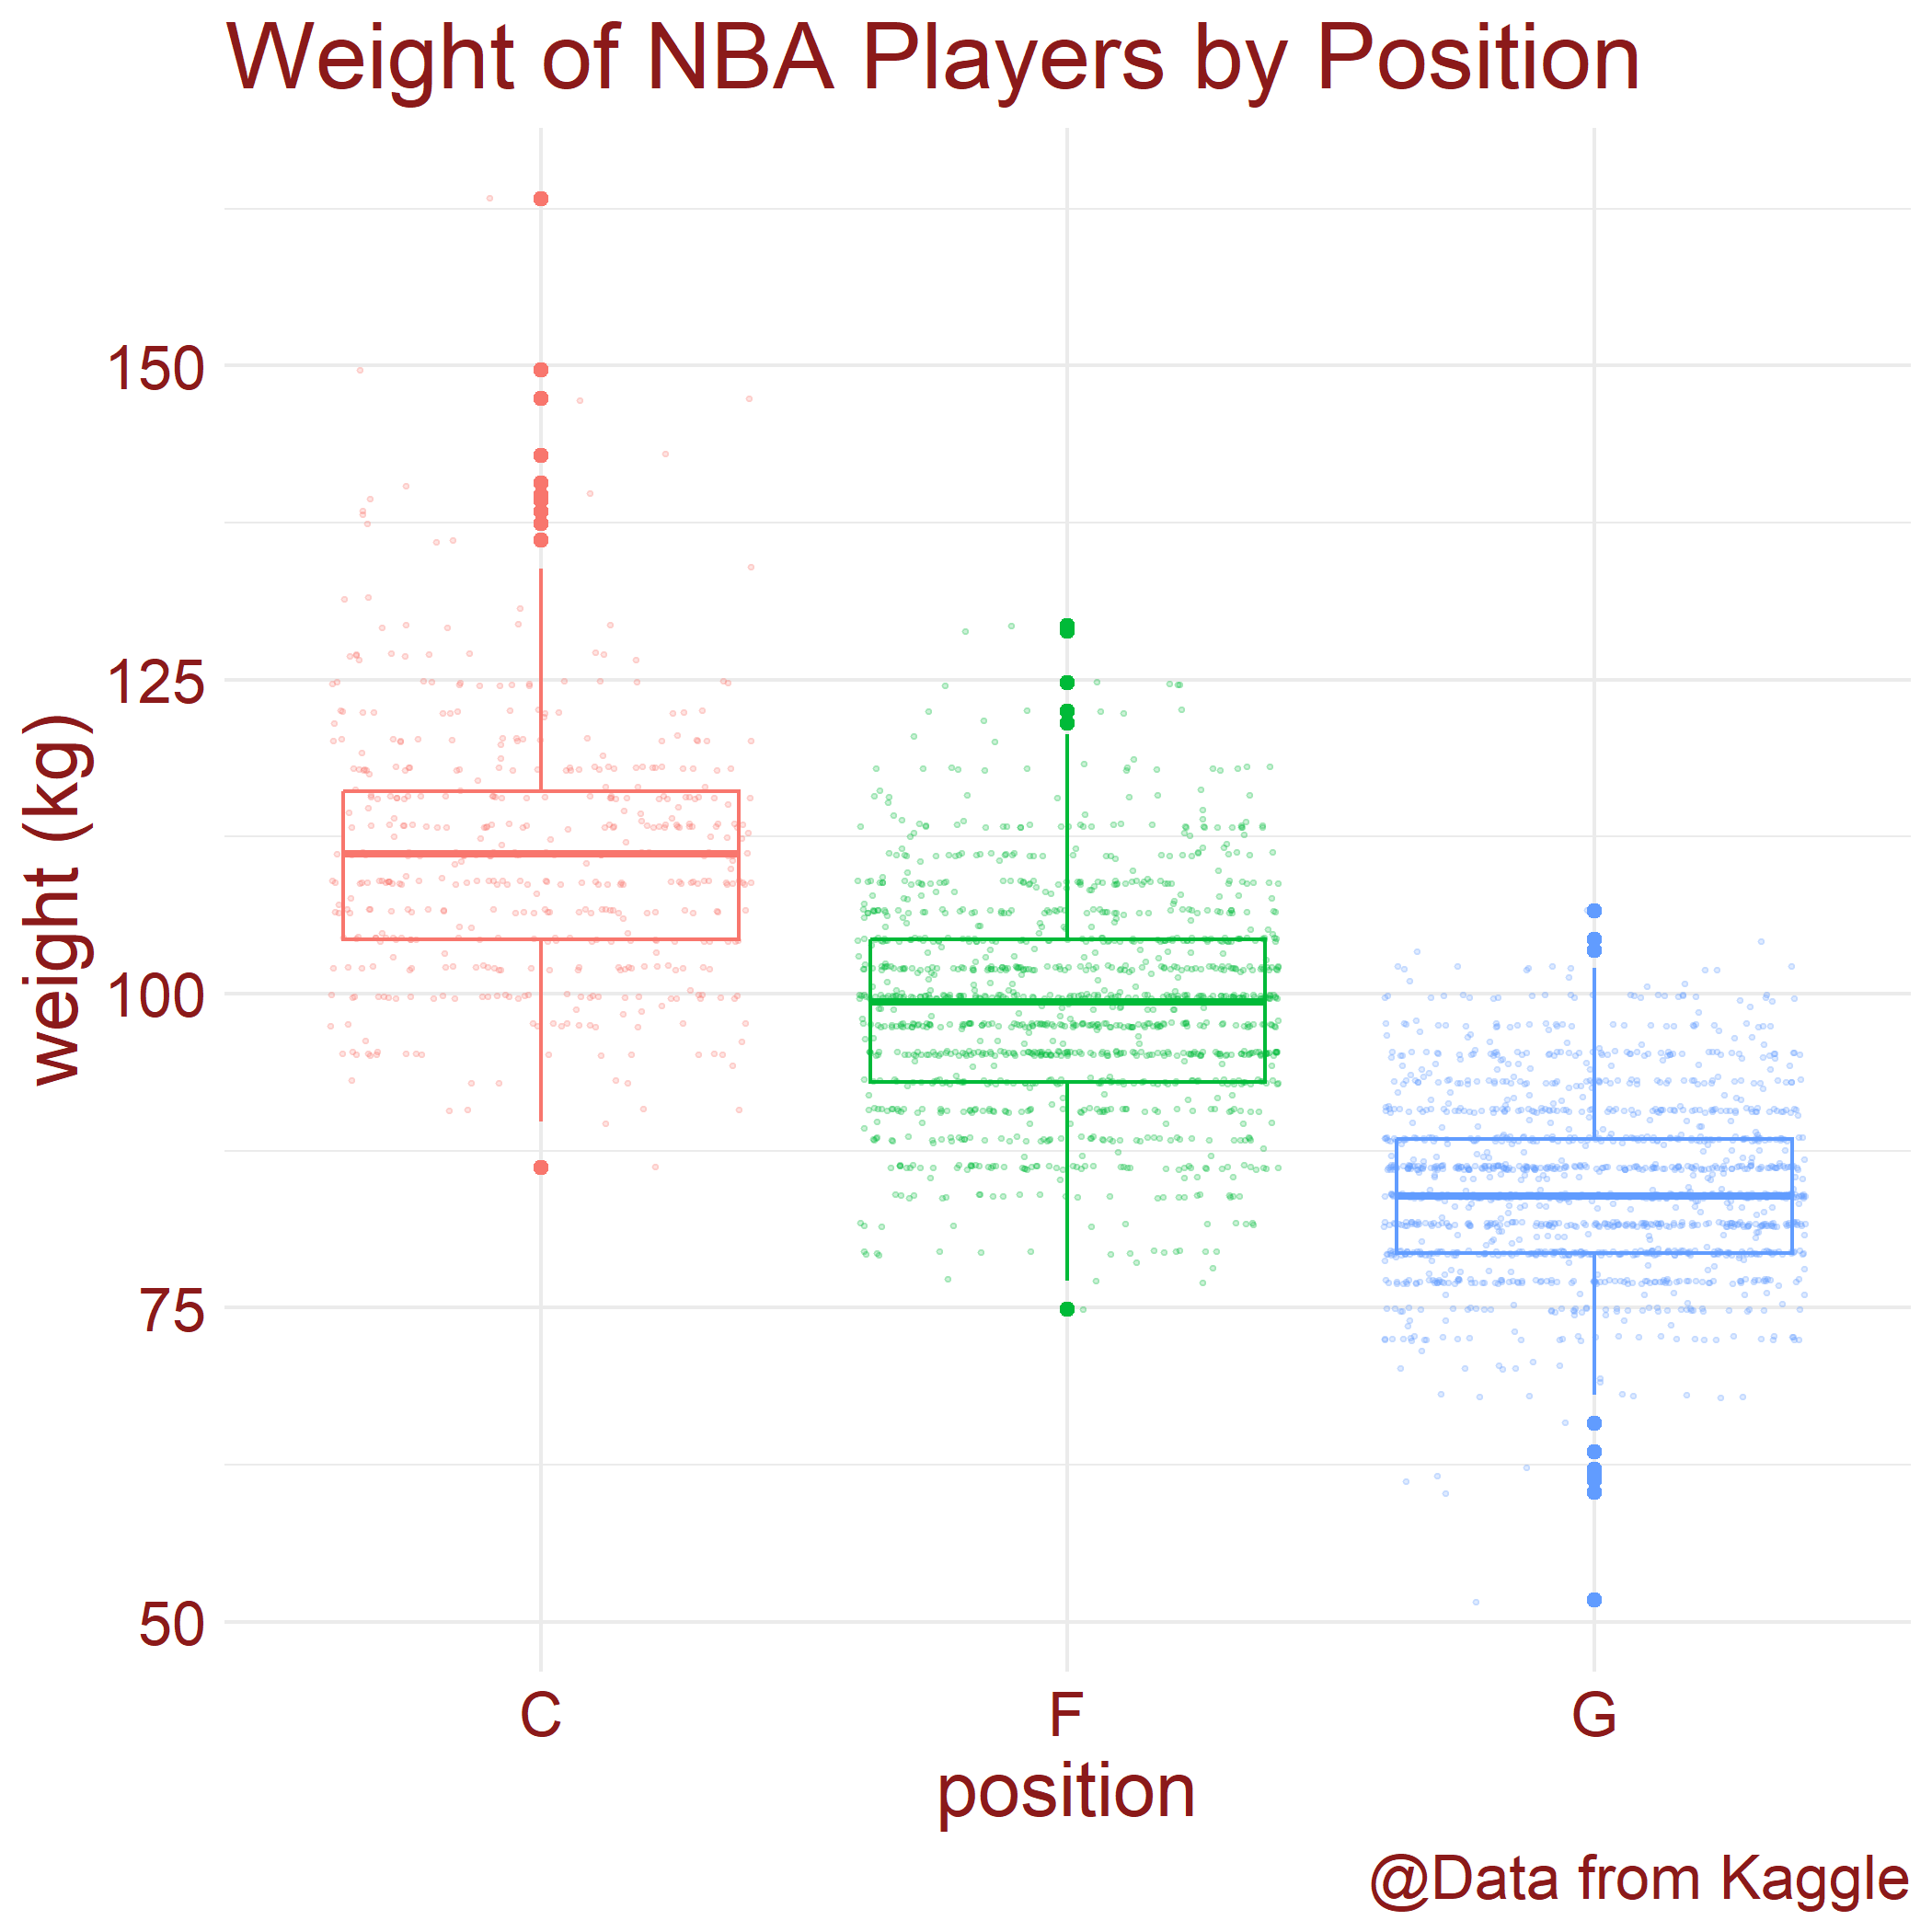 Weight of NBA Players by Position
weight (kg)
150
125
100
75
50
C F G
position
@Data from Kaggle